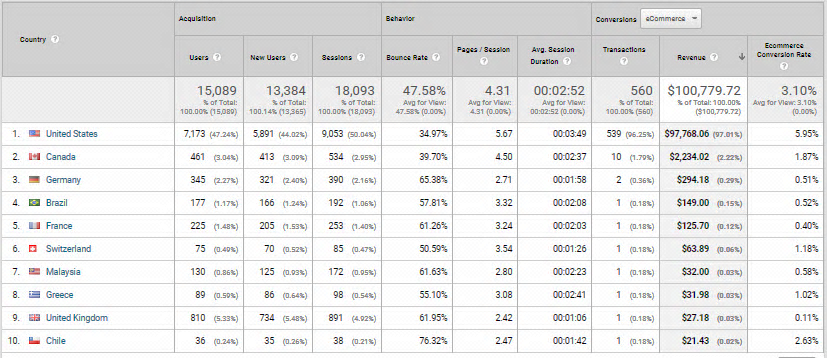 Acquisition Behavior Conversions eCommerce
Country Users New Users Sessions Bounce Rate Pages / Session Avg. Session Duration Transactions Revenue Ecommerce Conversion Rate
15,089 13,384 18,093 47.58% 4.31 00:02:52 560 $100,779.72 3.10%
% of Total: % of Total: % of Total: Avg for View: Avg for View: Avg for View: % of Total: % of Total: 100.00% Avg for View: 3.10%
100.00% (15,089) 100.14% (13,365) 100.00% (18,093) 47.58% (0.00%) 4.31 (0.00%) 00:02:52 (0.00%) 100.00% (560) ($100,779.72) (0.00%)
1. United States 7,173 (47.24%) 5,891 (44.02%) 9,053 (50.04%) 34.97% 5.67 00:03:49 539 (96.25%) $97,768.06 (97.01%) 5.95%
2. Canada 461 (3.04%) 413 (3.09%) 534 (2.95%) 39.70% 4.50 00:02:37 10 (1.79%) $2,234.02 (2.22%) 1.87%
3. Germany 345 (2.27%) 321 (2.40%) 390 (2.16%) 65.38% 2.71 00:01:58 2 (0.36%) $294.18 (0.29%) 0.51%
4. Brazil 177 (1.17%) 166 (1.24%) 192 (1.06%) 57.81% 3.32 00:02:08 1 (0.18%) $149.00 (0.15%) 0.52%
5. France 225 (1.48%) 205 (1.53%) 253 (1.40%) 61.26% 3.24 00:02:03 1 (0.18%) $125.70 (0.12%) 0.40%
6. Switzerland 75 (0.49%) 70 (0.52%) 85 (0.47%) 50.59% 3.54 00:01:26 1 (0.18%) $63.89 (0.06%) 1.18%
7. Malaysia 130 (0.86%) 125 (0.93%) 172 (0.95%) 61.63% 2.80 00:02:23 1 (0.18%) $32.00 (0.03%) 0.58%
8. Greece 89 (0.59%) 86 (0.64%) 98 (0.54%) 55.10% 3.08 00:02:41 1 (0.18%) $31.98 (0.03%) 1.02%
9. United Kingdom 810 (5.33%) 734 (5.48%) 891 (4.92%) 61.95% 2.42 00:01:06 1 (0.18%) $27.18 (0.03%) 0.11%
10. Chile 36 (0.24%) 35 (0.26%) 38 (0.21%) 76.32% 2.47 00:01:42 1 (0.18%) $21.43 (0.02%) 2.63%